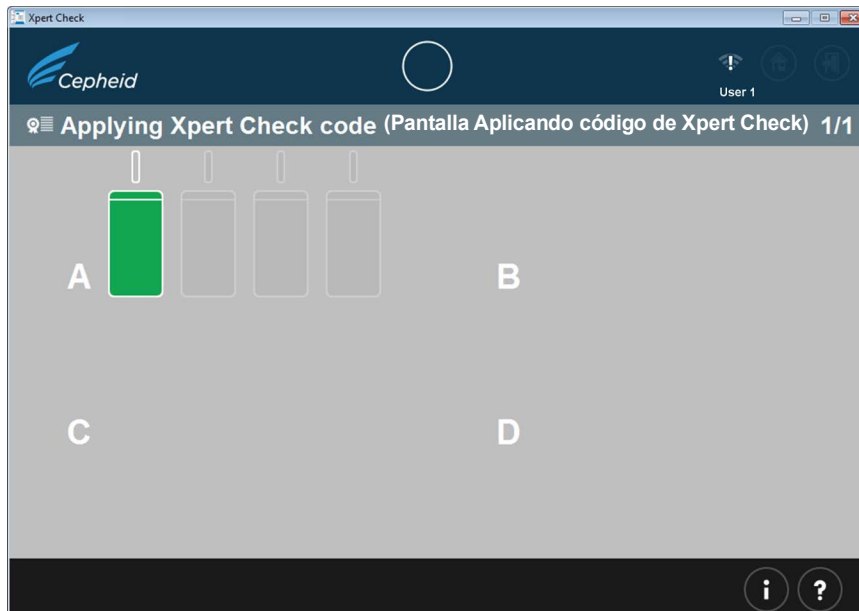 Xpert Check
Cepheid
User 1
Applying Xpert Check code (Pantalla Aplicando código de Xpert Check) 1/1
A
B
C
D
i ?